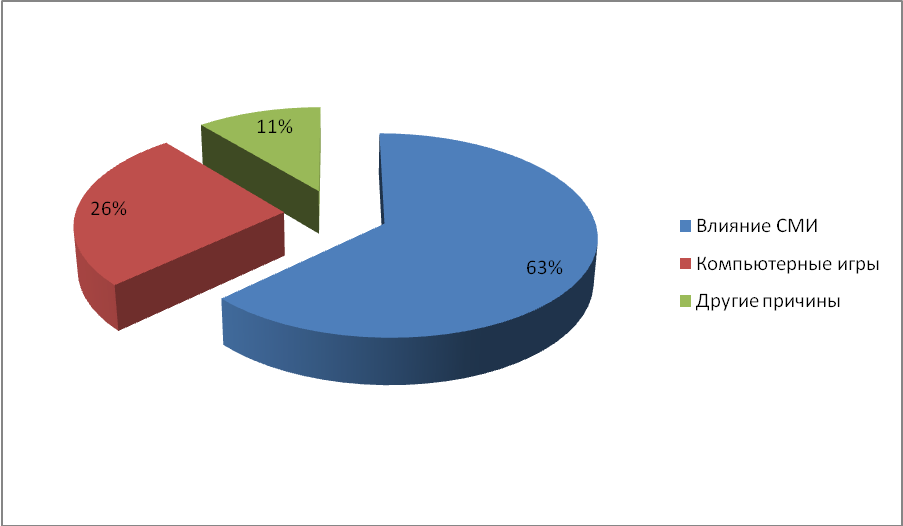 11%
26%
63%
Влияние СМИ
Компьютерные игры
Другие причины